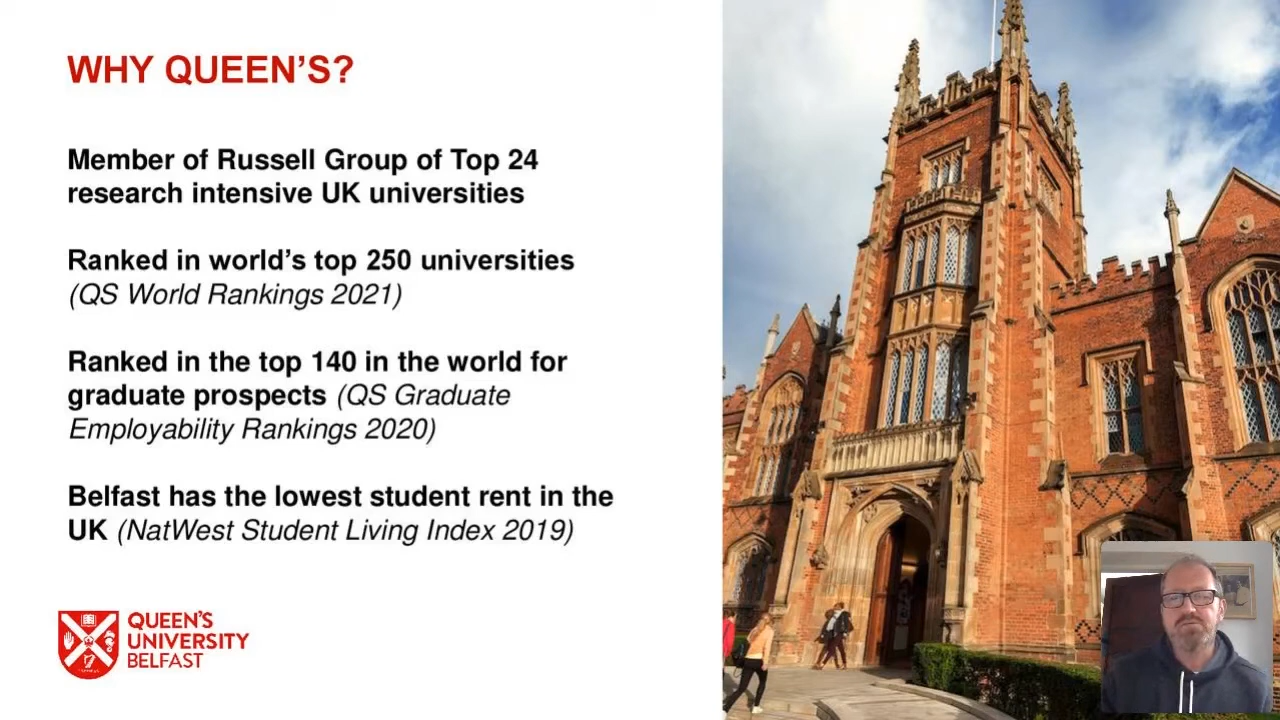 WHY QUEEN'S?
Member of Russell Group of Top 24
research intensive UK universities
Ranked in world's top 250 universities
(QS World Rankings 2021)
Ranked in the top 140 in the world for
graduate prospects (QS Graduate
Employability Rankings 2020)
Belfast has the lowest student rent in the
UK (NatWest Student Living Index 2019)
QUEEN'S
UNIVERSITY
BELFAST